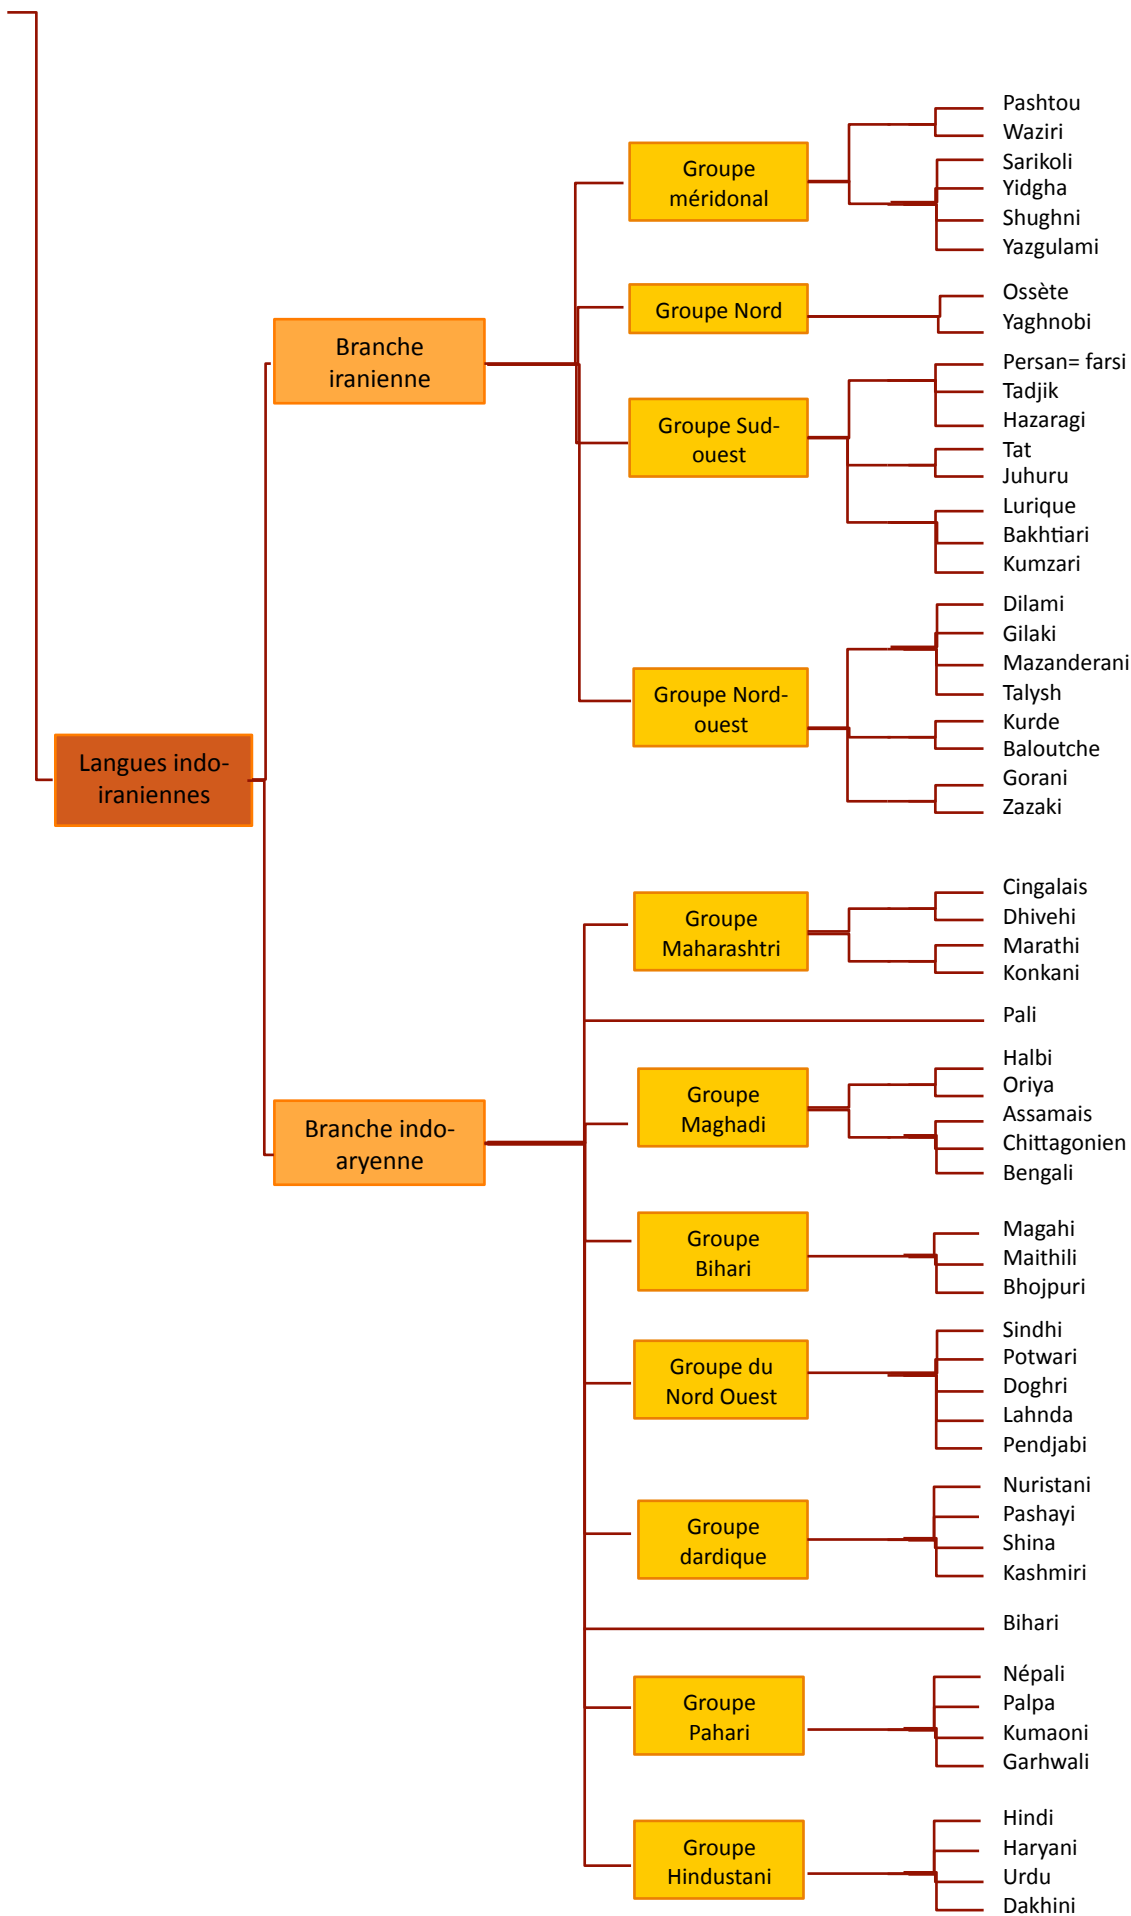 Langues indo-
iraniennes
Branche
iranienne
Groupe
méridonal
Pashtou
Waziri
Sarikoli
Yidgha
Shughni
Yazgulami
Groupe Nord
Ossète
Yaghnobi
Groupe Sud-
ouest
Persan= farsi
Tadjik
Hazaragi
Tat
Juhuru
Lurique
Bakhtiari
Kumzari
Groupe Nord-
ouest
Dilami
Gilaki
Mazanderani
Talysh
Kurde
Baloutche
Gorani
Zazaki
Branche indo-
aryenne
Groupe
Maharashtri
Cingalais
Dhivehi
Marathi
Konkani
Pali
Groupe
Maghadi
Halbi
Oriya
Assamais
Chittagonien
Bengali
Groupe
Bihari
Magahi
Maithili
Bhojpuri
Groupe du
Nord Ouest
Sindhi
Potwari
Doghri
Lahnda
Pendjabi
Groupe
dardique
Nuristani
Pashayi
Shina
Kashmiri
Bihari
Groupe
Pahari
Népali
Palpa
Kumaoni
Garhwali
Groupe
Hindustani
Hindi
Haryani
Urdu
Dakhini